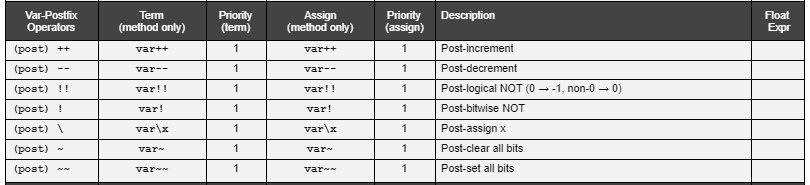 Var-Postfix Operators Term (method only) Priority (term) Assign (method only) Priority (assign) Description Float Expr
(post) ++ var++ 1 var++ 1 Post-increment
(post) -- var-- 1 var-- 1 Post-decrement
(post) !! var!! 1 var!! 1 Post-logical NOT (0 → -1, non-0 → 0)
(post) ! var! 1 var! 1 Post-bitwise NOT
(post) \ var\x 1 var\x 1 Post-assign x
(post) ~ var~ 1 var~ 1 Post-clear all bits
(post) ~~ var~~ 1 var~~ 1 Post-set all bits